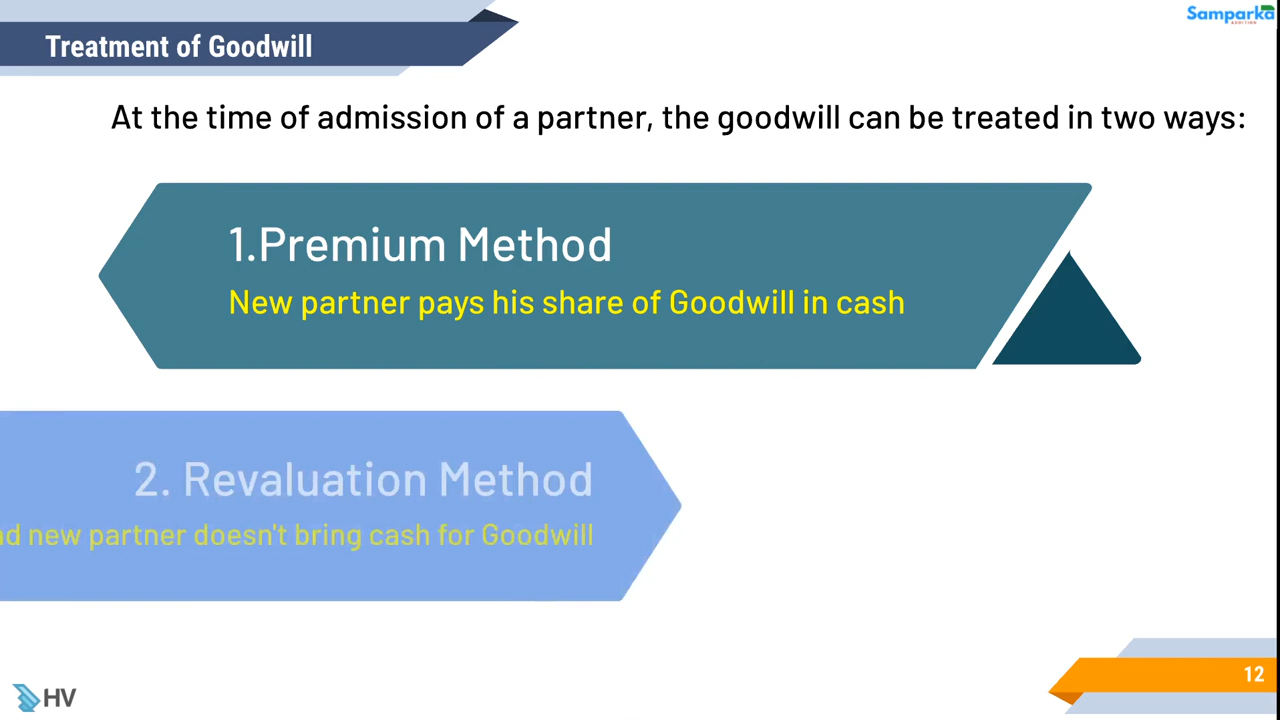 Samparka
Treatment of Goodwill
At the time of admission of a partner, the goodwill can be treated in two ways:
1.Premium Method
New partner pays his share of Goodwill in cash
2. Revaluation Method
new partner doesn't bring cash for Goodwill
12
HV